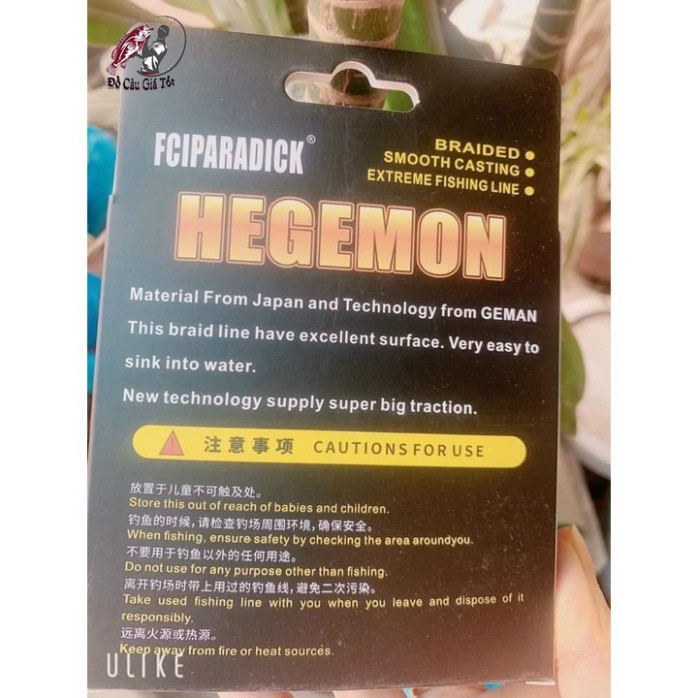 Đồ Câu Giá Tốt
FCIPARADICK®
BRAIDED
SMOOTH CASTING
EXTREME FISHING LINE
HEGEMON
Material From Japan and Technology from GEMAN
This braid line have excellent surface. Very easy to
sink into water.
New technology supply super big traction.
注意事项 CAUTIONS FOR USE
放置于儿童不可触及处。
Store this out of reach of babies and children.
钓鱼的时候,请检查钓场周围环境,确保安全。
When fishing, ensure safety by checking the area aroundyou.
不要用于钓鱼以外的任何用途。
Do not use for any purpose other than fishing.
离开钓场时带上用过的钓鱼线,避免二次污染。
Take used fishing line with you when you leave and dispose of it
responsibly.
远离火源或热源。
Keep away from fire or heat sources.
ULIKE